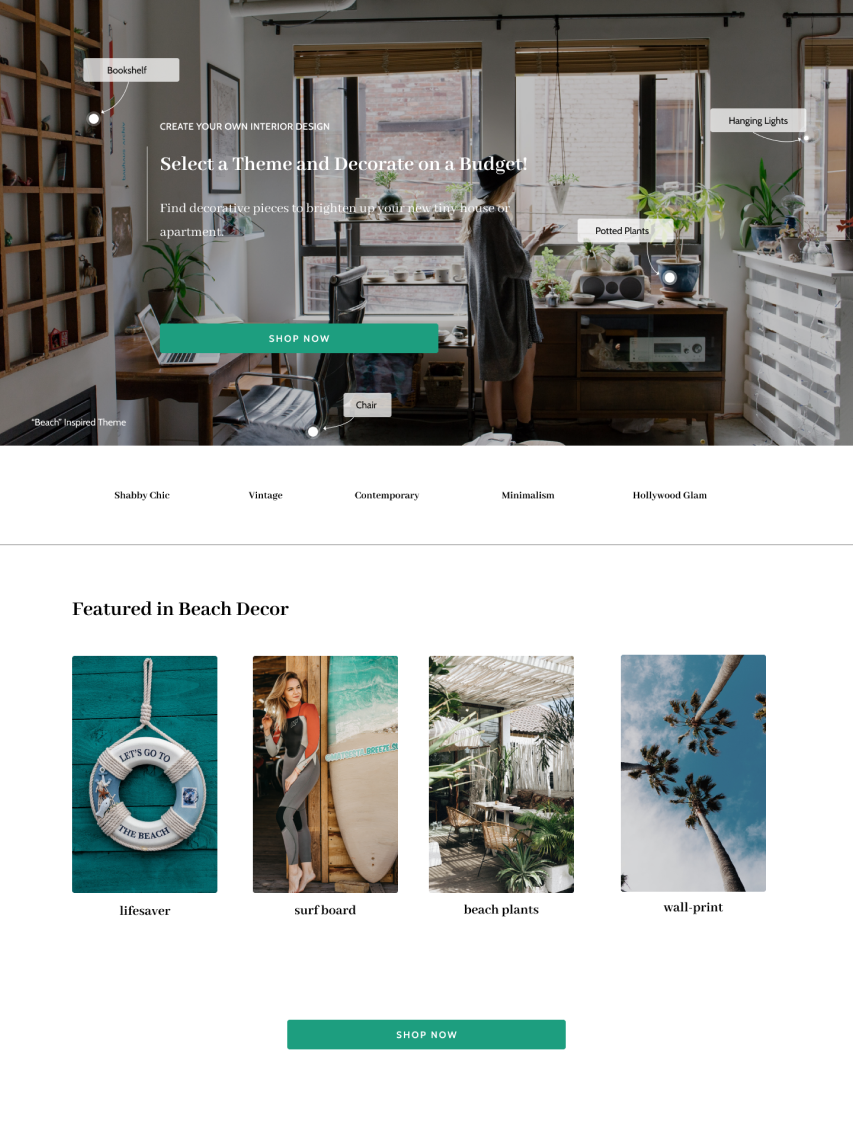 Bookshelf
Hanging Lights
CREATE YOUR OWN INTERIOR DESIGN
Select a Theme and Decorate on a Budget!
Find decorative pieces to brighten up your new tiny house or
apartment.
Potted Plants
SHOP NOW
Chair
"Beach" Inspired Theme
Shabby Chic
Vintage
Contemporary
Minimalism
Hollywood Glam
Featured in Beach Decor
LET'S GO TO
THE BEACH
lifesaver
surf board
beach plants
wall-print
SHOP NOW